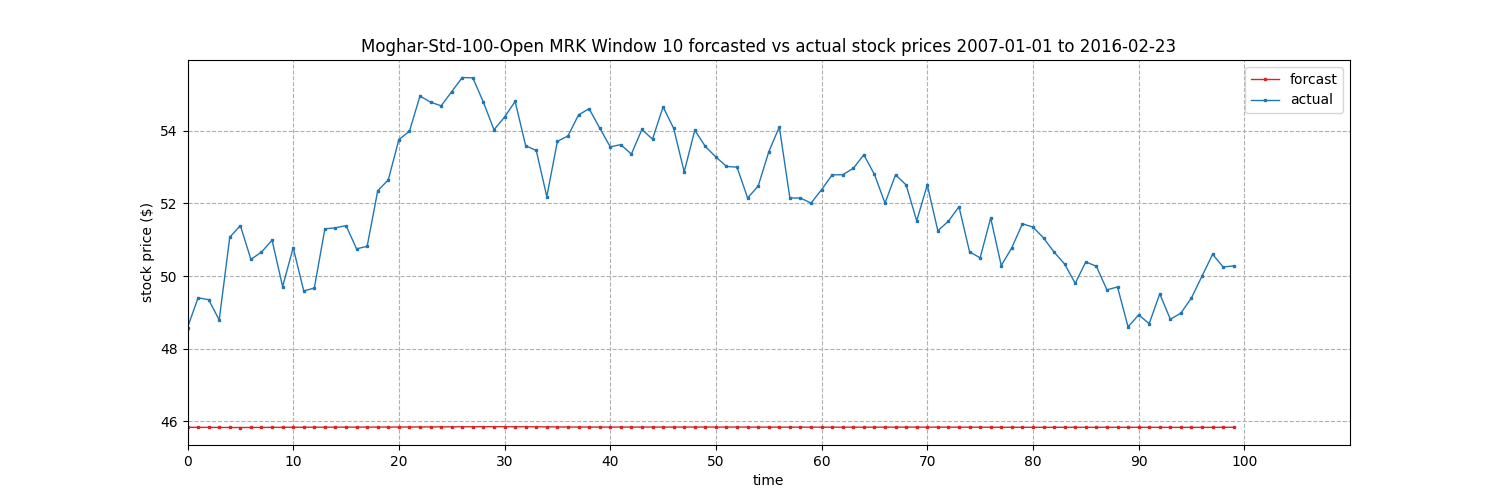 Moghar-Std-100-Open MRK Window 10 forcasted vs actual stock prices 2007-01-01 to 2016-02-23
forcast
actual
stock price ($)
54
52
50
48
46
0 10 20 30 40 50 60 70 80 90 100
time